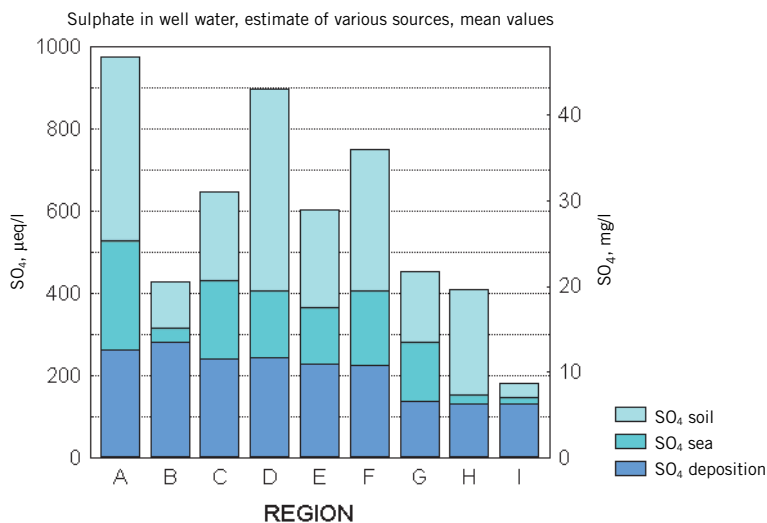 Sulphate in well water, estimate of various sources, mean values
1000
800
600
400
200
0
SO₄, µeq/l
40
30
20
10
0
SO₄, mg/l
A B C D E F G H I
REGION
SO₄ soil
SO₄ sea
SO₄ deposition